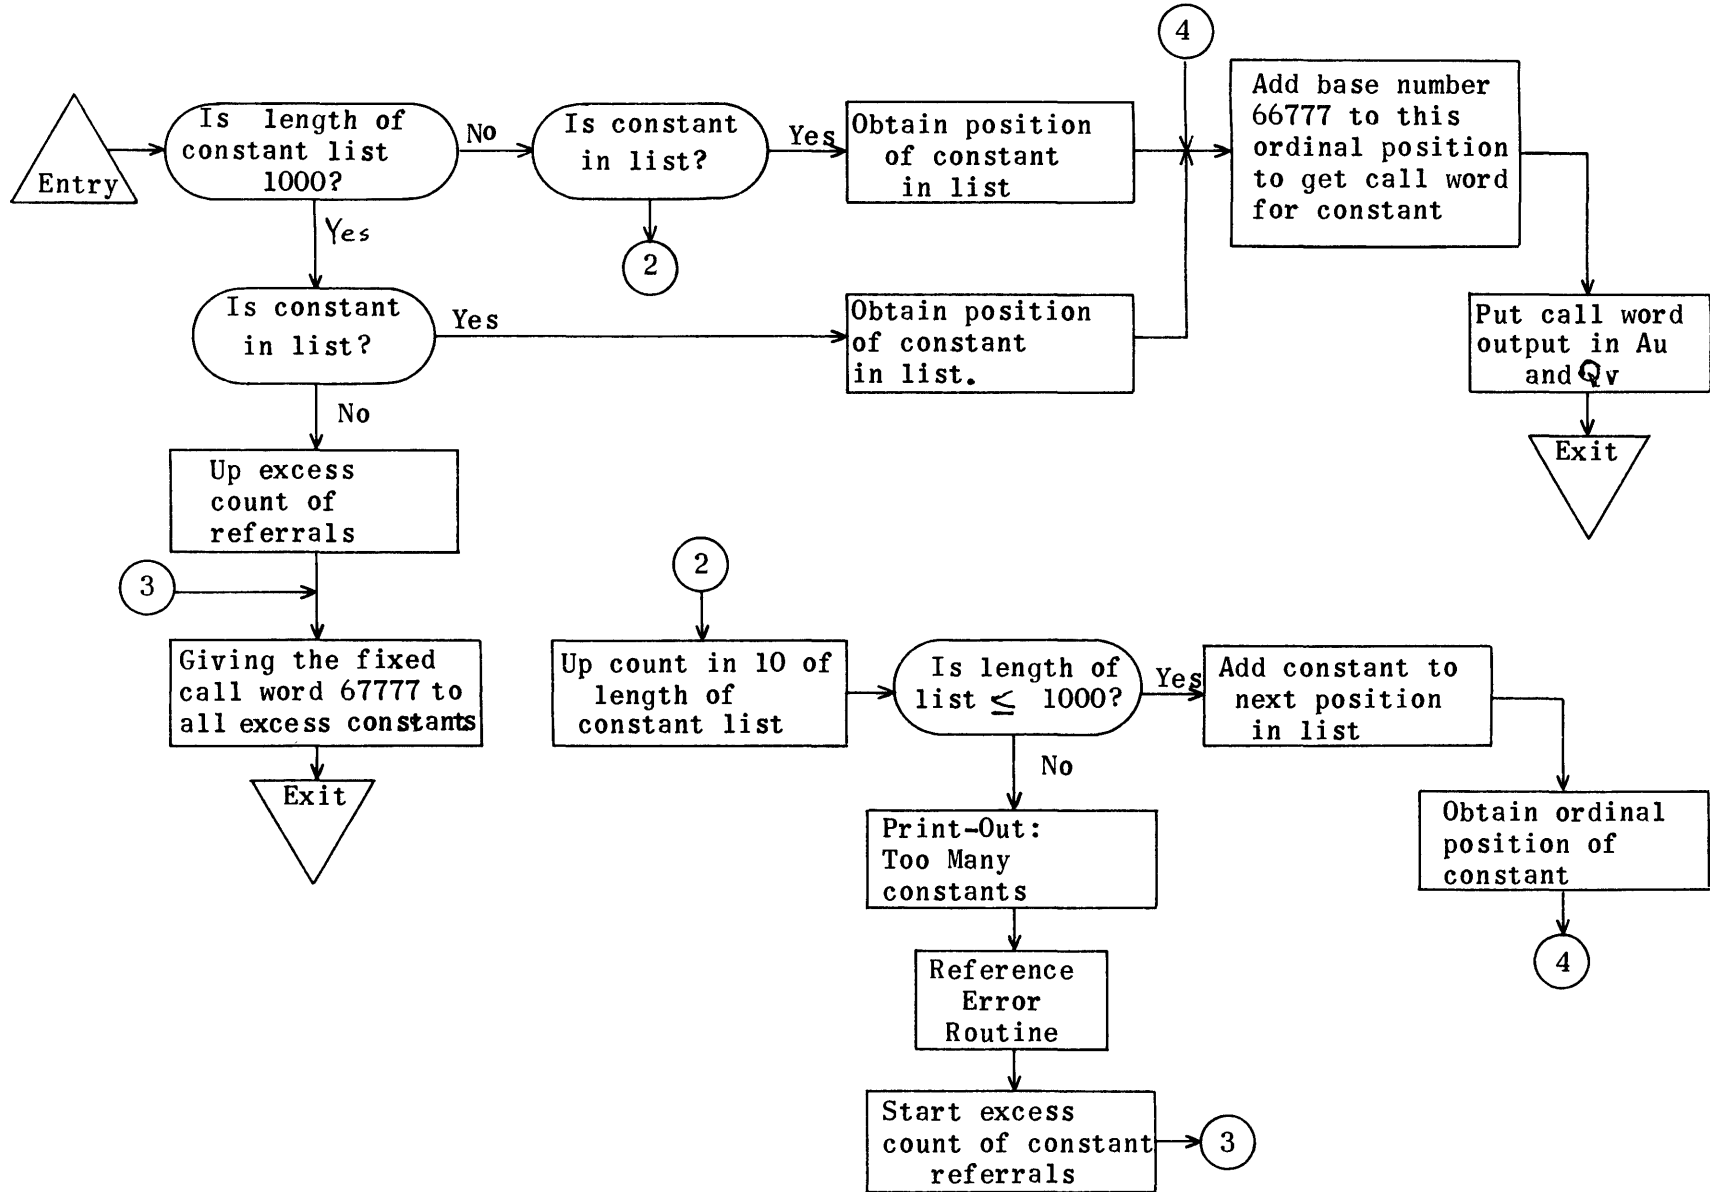 4
Entry
Is length of
constant list
1000?
No
Is constant
in list?
Yes
Obtain position
of constant
in list
Add base number
66777 to this
ordinal position
to get call word
for constant
Yes
2
Is constant
in list?
Yes
Obtain position
of constant
in list.
Put call word
output in Au
and Qv
No
Exit
Up excess
count of
referrals
3
2
Giving the fixed
call word 67777 to
all excess constants
Up count in 10 of
length of
constant list
Is length of
list ≤ 1000?
Yes
Add constant to
next position
in list
Exit
No
Print-Out:
Too Many
constants
Obtain ordinal
position of
constant
Reference
Error
Routine
4
Start excess
count of constant
referrals
3